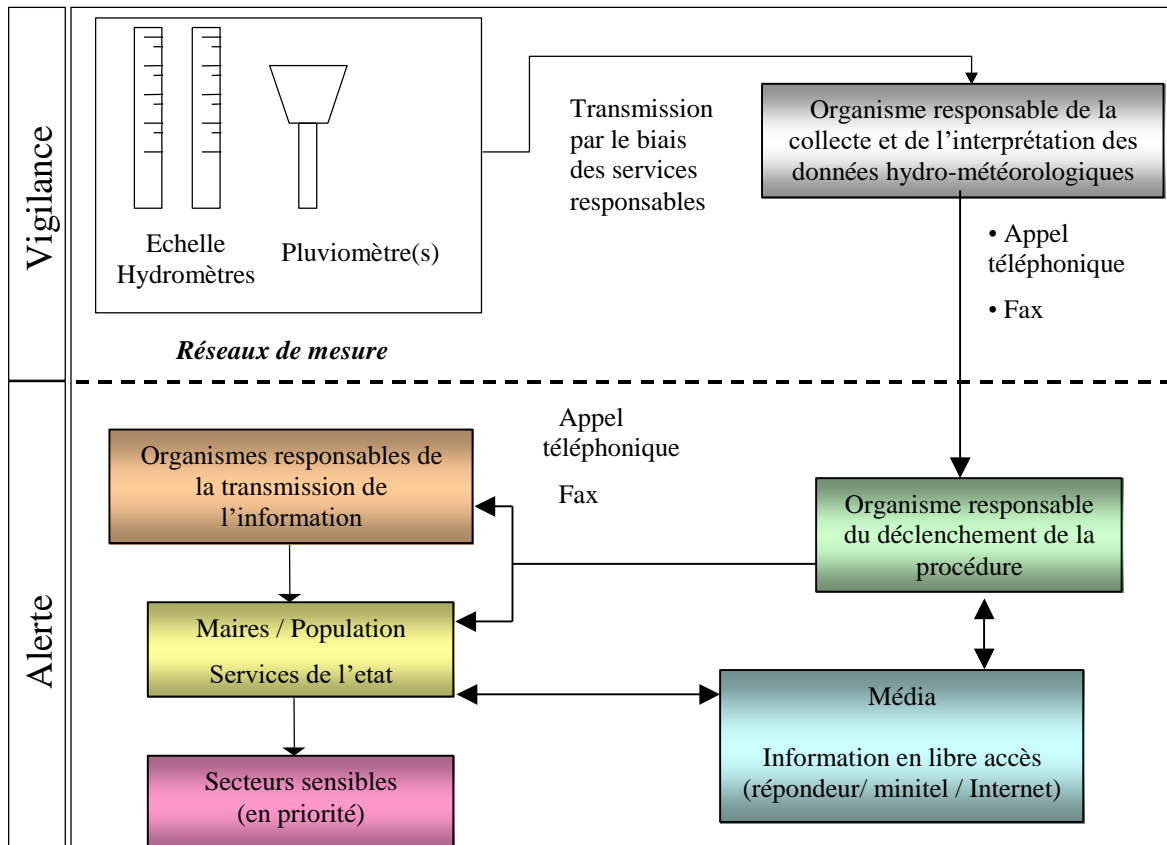 Vigilance
Echelle
Hydromètres
Pluviomètre(s)
Réseaux de mesure
Transmission
par le biais
des services
responsables
Organisme responsable de la
collecte et de l’interprétation des
données hydro-météorologiques
• Appel
téléphonique
• Fax
Alerte
Organismes responsables de
la transmission de
l’information
Appel
téléphonique
Fax
Organisme responsable
du déclenchement de la
procédure
Maires / Population
Services de l’etat
Média
Information en libre accès
(répondeur/ minitel / Internet)
Secteurs sensibles
(en priorité)